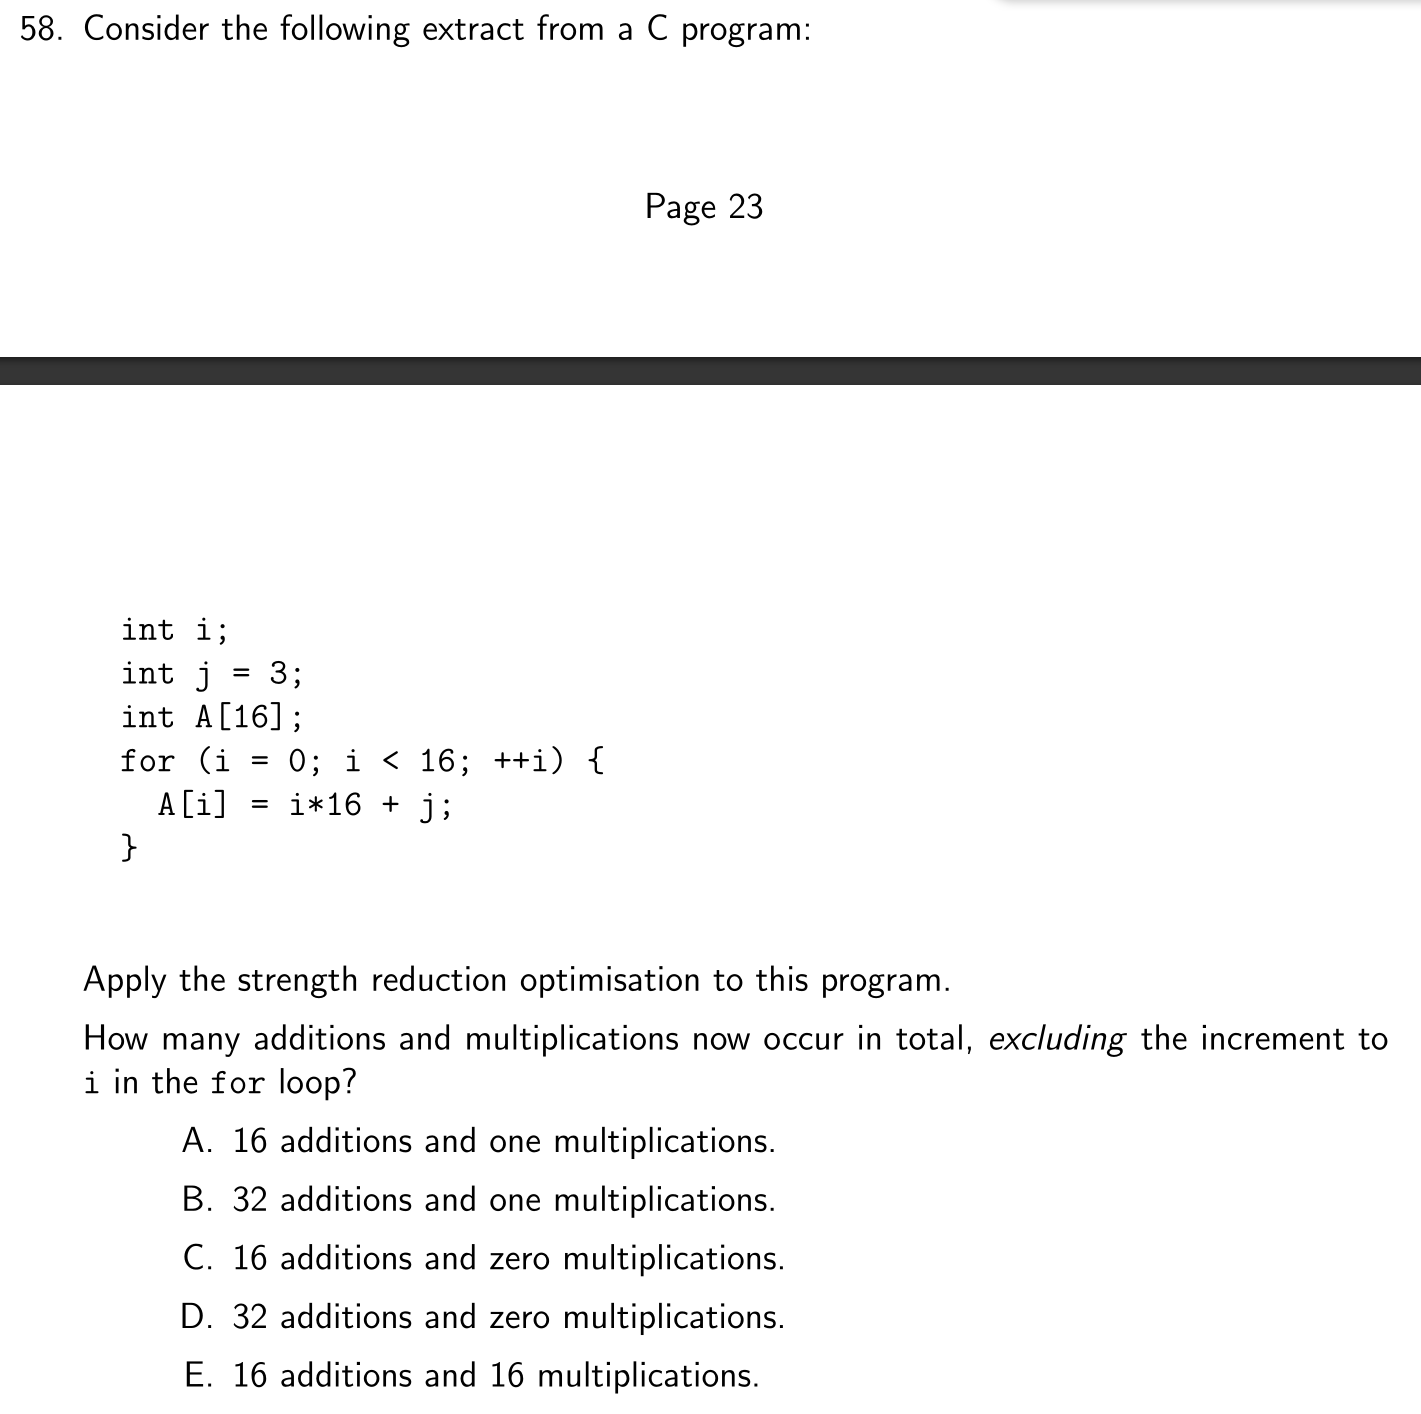 58. Consider the following extract from a C program:
Page 23
int i;
int j = 3;
int A[16];
for (i = 0; i < 16; ++i) {
  A[i] = i*16 + j;
}
Apply the strength reduction optimisation to this program.
How many additions and multiplications now occur in total, excluding the increment to
i in the for loop?
A. 16 additions and one multiplications.
B. 32 additions and one multiplications.
C. 16 additions and zero multiplications.
D. 32 additions and zero multiplications.
E. 16 additions and 16 multiplications.